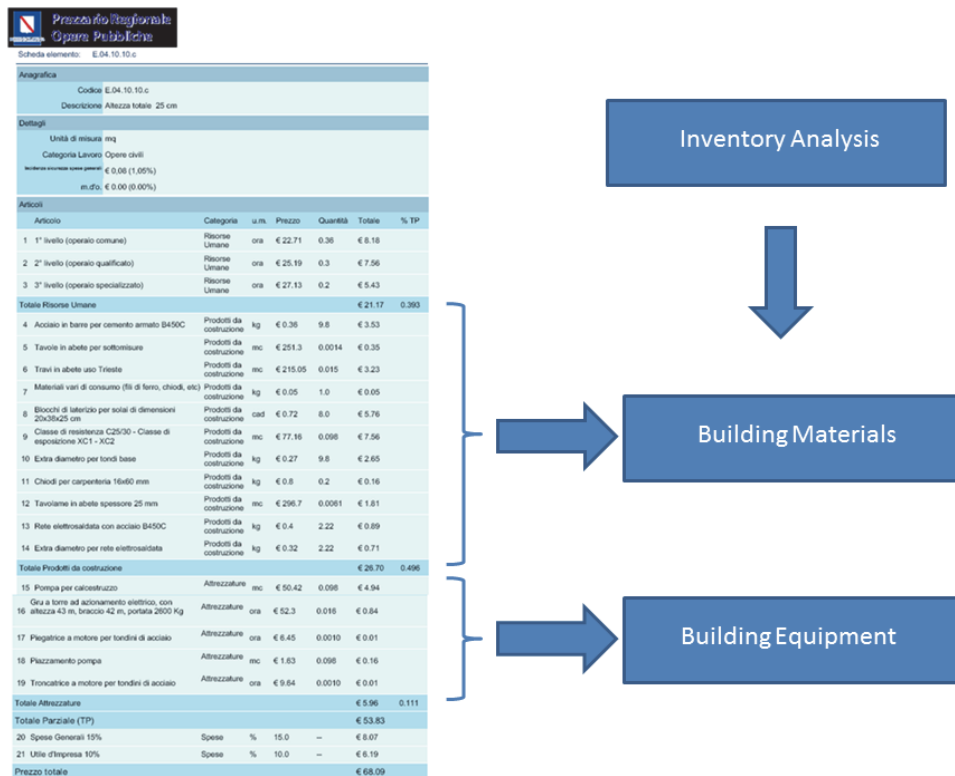 Prezzario Regionale
Opere Pubbliche
Scheda elemento: E.04.10.10.c
Anagrafica
Codice E.04.10.10.c
Descrizione Altezza totale 25 cm
Dettagli
Unità di misura mq
Categoria Lavoro Opere civili
Incidenza sicurezza spese generali € 0,08 (1,05%)
m.d'o. € 0.00 (0.00%)
Articoli
Articolo Categoria u.m. Prezzo Quantità Totale % TP
1 1° livello (operaio comune) Risorse Umane ora € 22.71 0.36 € 8.18
2 2° livello (operaio qualificato) Risorse Umane ora € 25.19 0.3 € 7.56
3 3° livello (operaio specializzato) Risorse Umane ora € 27.13 0.2 € 5.43
Totale Risorse Umane € 21.17 0.393
4 Acciaio in barre per cemento armato B450C Prodotti da costruzione kg € 0.36 9.8 € 3.53
5 Tavole in abete per sottomisure Prodotti da costruzione mc € 251.3 0.0014 € 0.35
6 Travi in abete uso Trieste Prodotti da costruzione mc € 215.05 0.015 € 3.23
7 Materiali vari di consumo (fili di ferro, chiodi, etc) Prodotti da costruzione kg € 0.05 1.0 € 0.05
8 Blocchi di laterizio per solai di dimensioni 20x38x25 cm Prodotti da costruzione cad € 0.72 8.0 € 5.76
9 Classe di resistenza C25/30 - Classe di esposizione XC1 - XC2 Prodotti da costruzione mc € 77.16 0.098 € 7.56
10 Extra diametro per tondi base Prodotti da costruzione kg € 0.27 9.8 € 2.65
11 Chiodi per carpenteria 16x60 mm Prodotti da costruzione kg € 0.8 0.2 € 0.16
12 Tavolame in abete spessore 25 mm Prodotti da costruzione mc € 296.7 0.0061 € 1.81
13 Rete elettrosaldata con acciaio B450C Prodotti da costruzione kg € 0.4 2.22 € 0.89
14 Extra diametro per rete elettrosaldata Prodotti da costruzione kg € 0.32 2.22 € 0.71
Totale Prodotti da costruzione € 26.70 0.496
15 Pompa per calcestruzzo Attrezzature mc € 50.42 0.098 € 4.94
16 Gru a torre ad azionamento elettrico, con altezza 43 m, braccio 42 m, portata 2600 Kg Attrezzature ora € 52.3 0.016 € 0.84
17 Piegatrice a motore per tondini di acciaio Attrezzature ora € 6.45 0.0010 € 0.01
18 Piazzamento pompa Attrezzature mc € 1.63 0.098 € 0.16
19 Troncatrice a motore per tondini di acciaio Attrezzature ora € 9.64 0.0010 € 0.01
Totale Attrezzature € 5.96 0.111
Totale Parziale (TP) € 53.83
20 Spese Generali 15% Spese % 15.0 -- € 8.07
21 Utile d'Impresa 10% Spese % 10.0 -- € 6.19
Prezzo totale € 68.09
Inventory Analysis
Building Materials
Building Equipment